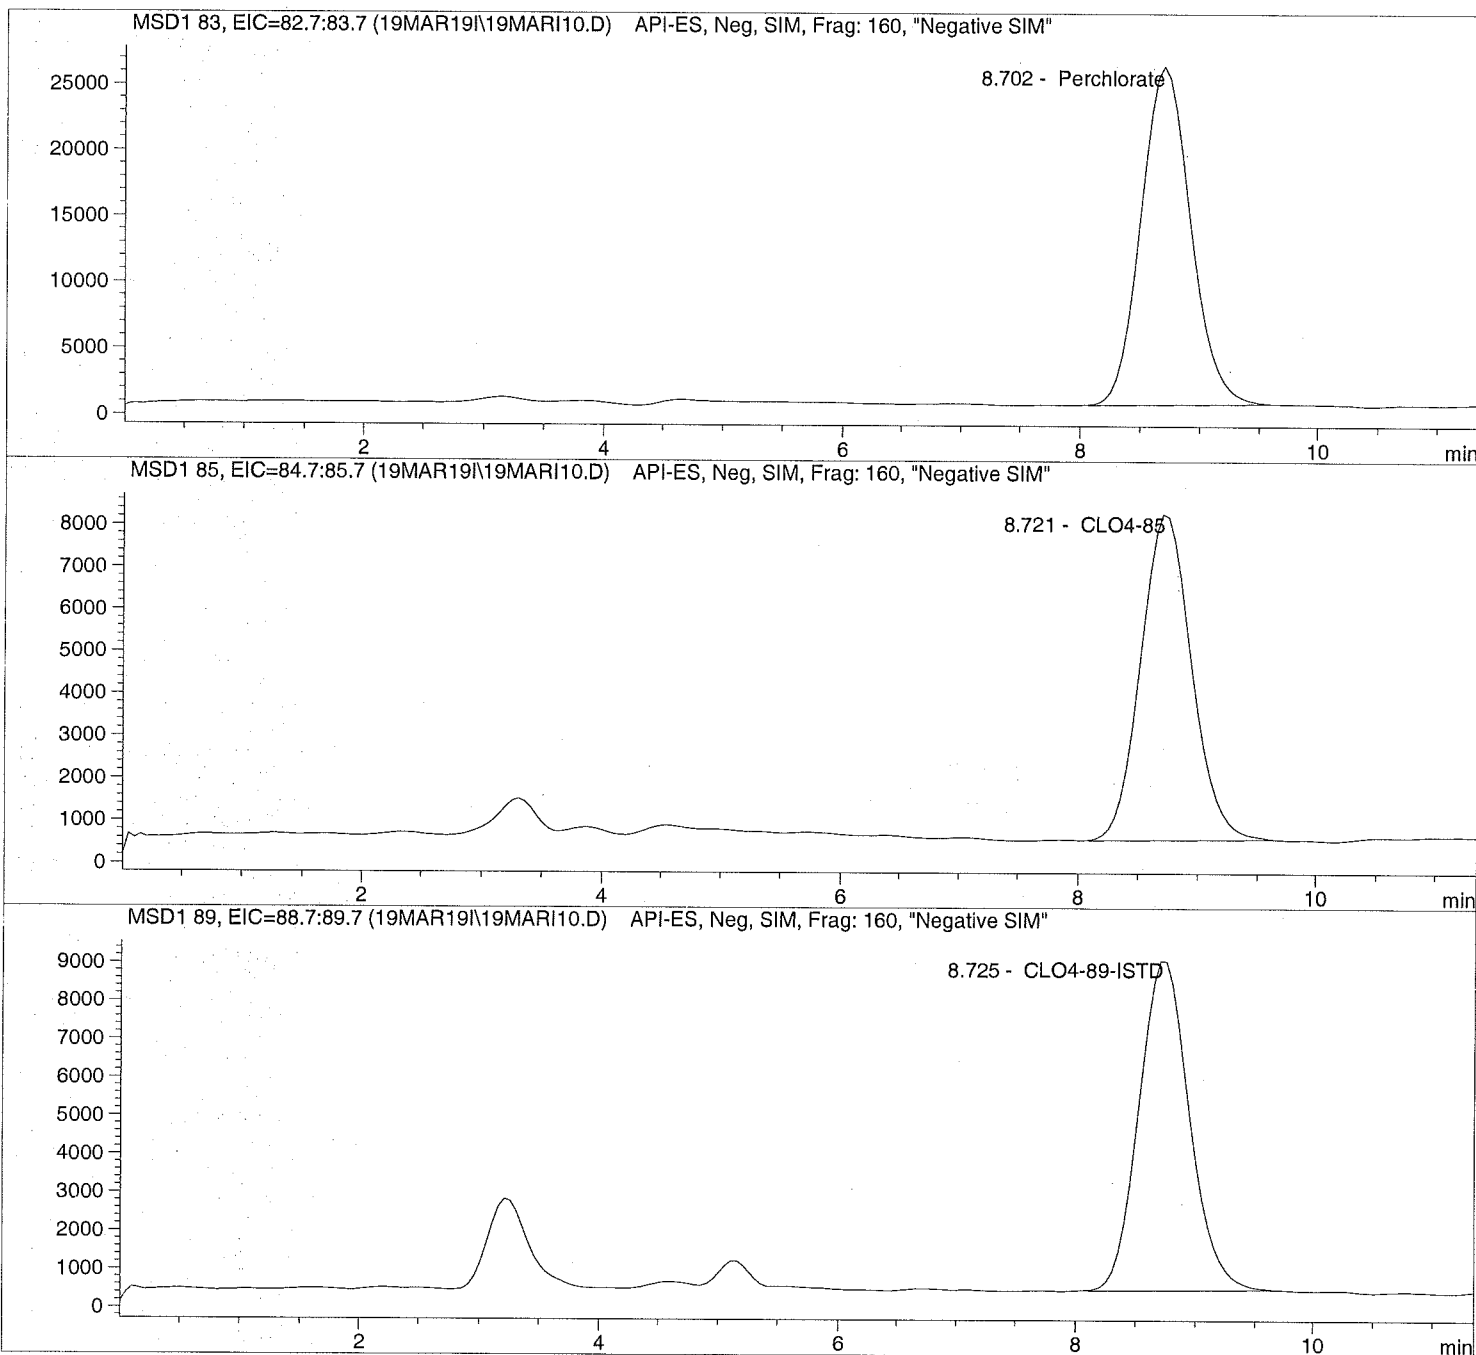 MSD1 83, EIC=82.7:83.7 (19MAR19I\19MARI10.D) API-ES, Neg, SIM, Frag: 160, "Negative SIM"
8.702 - Perchlorate
25000
20000
15000
10000
5000
0
2 4 6 8 10 min
MSD1 85, EIC=84.7:85.7 (19MAR19I\19MARI10.D) API-ES, Neg, SIM, Frag: 160, "Negative SIM"
8.721 - CLO4-85
8000
7000
6000
5000
4000
3000
2000
1000
0
2 4 6 8 10 min
MSD1 89, EIC=88.7:89.7 (19MAR19I\19MARI10.D) API-ES, Neg, SIM, Frag: 160, "Negative SIM"
8.725 - CLO4-89-ISTD
9000
8000
7000
6000
5000
4000
3000
2000
1000
0
2 4 6 8 10 min